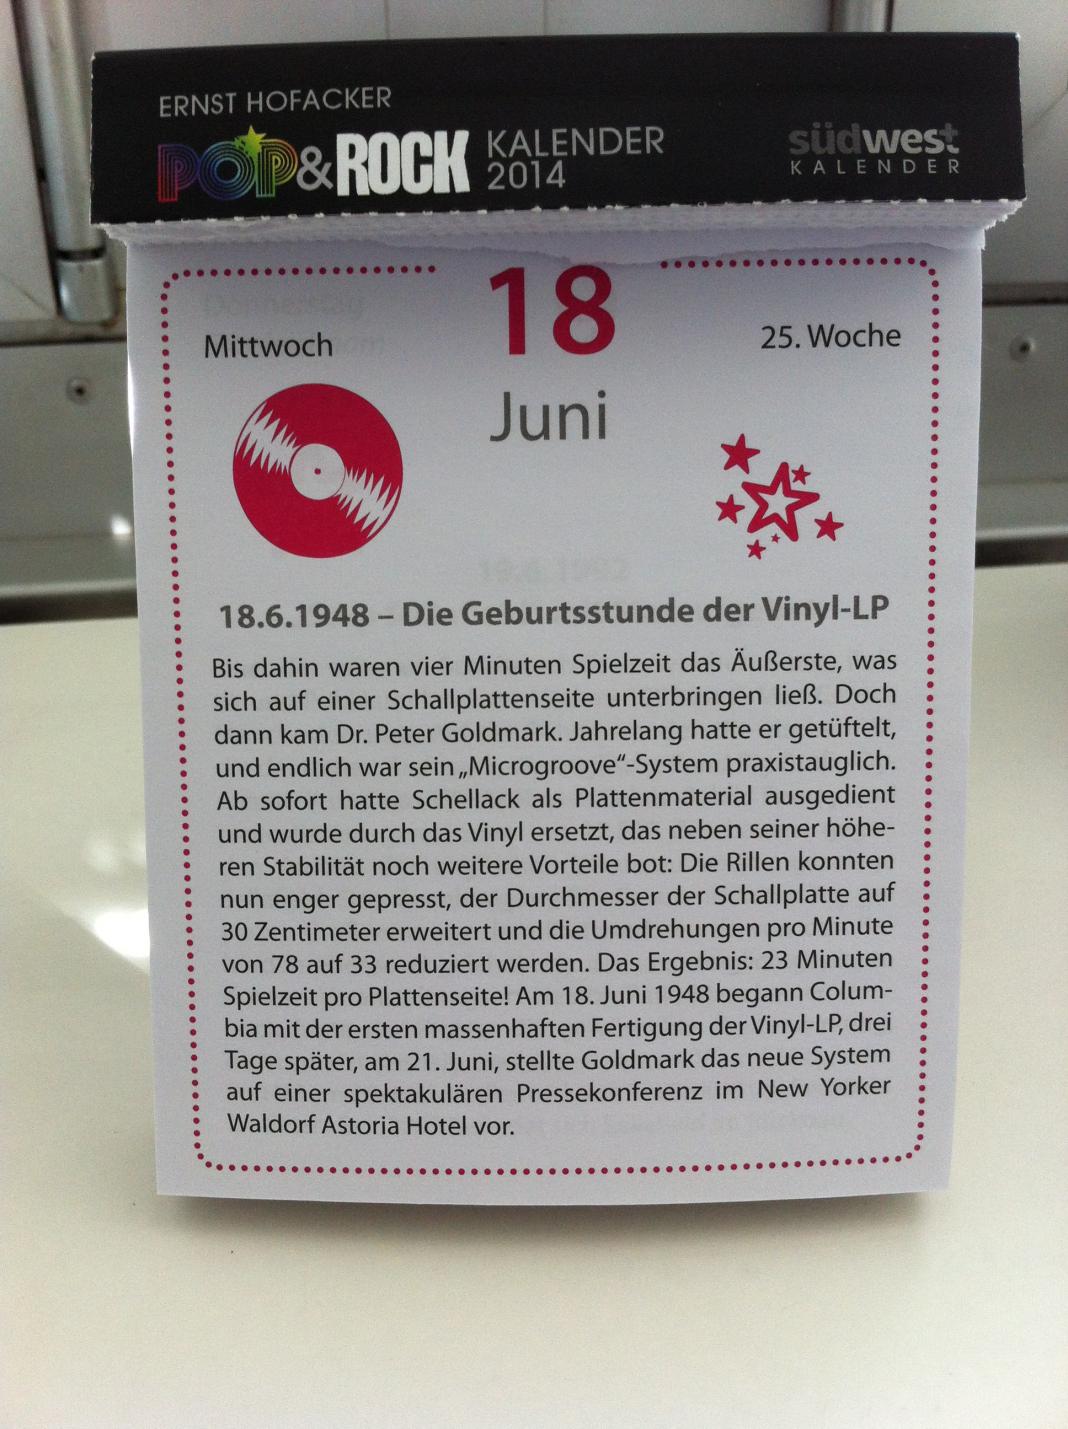 ERNST HOFACKER
POP&ROCK KALENDER 2014
südwest
KALENDER
18
Mittwoch
25. Woche
Juni
18.6.1948 – Die Geburtsstunde der Vinyl-LP
Bis dahin waren vier Minuten Spielzeit das Äußerste, was
sich auf einer Schallplattenseite unterbringen ließ. Doch
dann kam Dr. Peter Goldmark. Jahrelang hatte er getüftelt,
und endlich war sein „Microgroove“-System praxistauglich.
Ab sofort hatte Schellack als Plattenmaterial ausgedient
und wurde durch das Vinyl ersetzt, das neben seiner höhe-
ren Stabilität noch weitere Vorteile bot: Die Rillen konnten
nun enger gepresst, der Durchmesser der Schallplatte auf
30 Zentimeter erweitert und die Umdrehungen pro Minute
von 78 auf 33 reduziert werden. Das Ergebnis: 23 Minuten
Spielzeit pro Plattenseite! Am 18. Juni 1948 begann Colum-
bia mit der ersten massenhaften Fertigung der Vinyl-LP, drei
Tage später, am 21. Juni, stellte Goldmark das neue System
auf einer spektakulären Pressekonferenz im New Yorker
Waldorf Astoria Hotel vor.